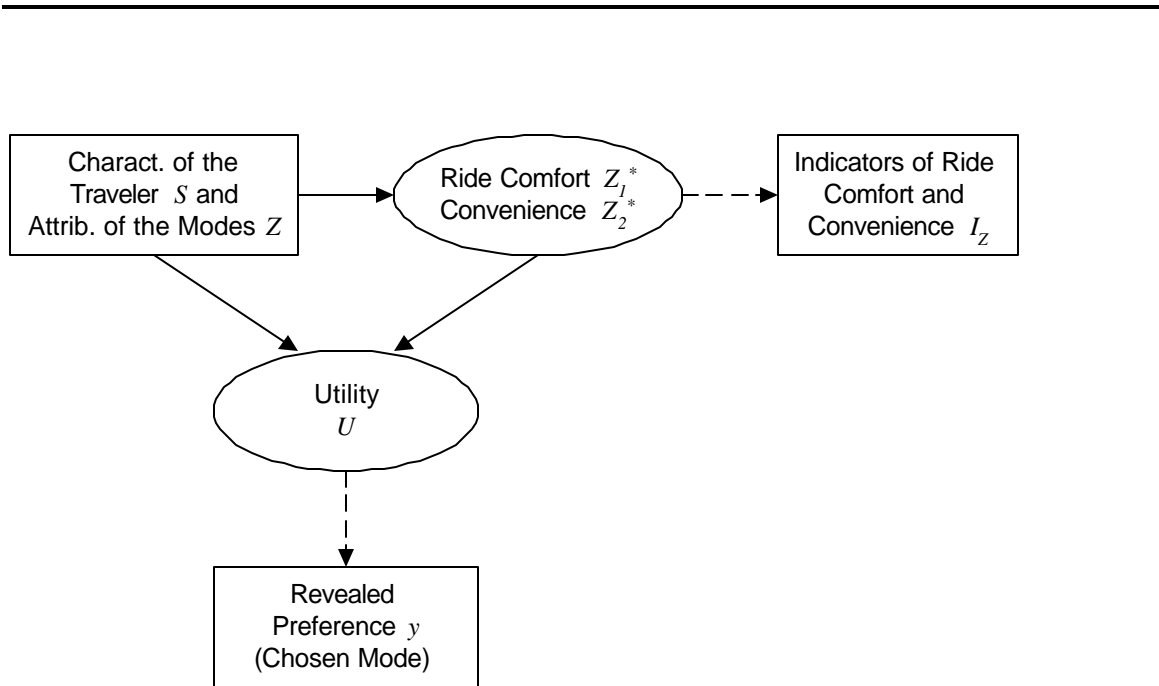 Charact. of the
Traveler S and
Attrib. of the Modes Z
Ride Comfort Z₁*
Convenience Z₂*
Indicators of Ride
Comfort and
Convenience I_Z
Utility
U
Revealed
Preference y
(Chosen Mode)